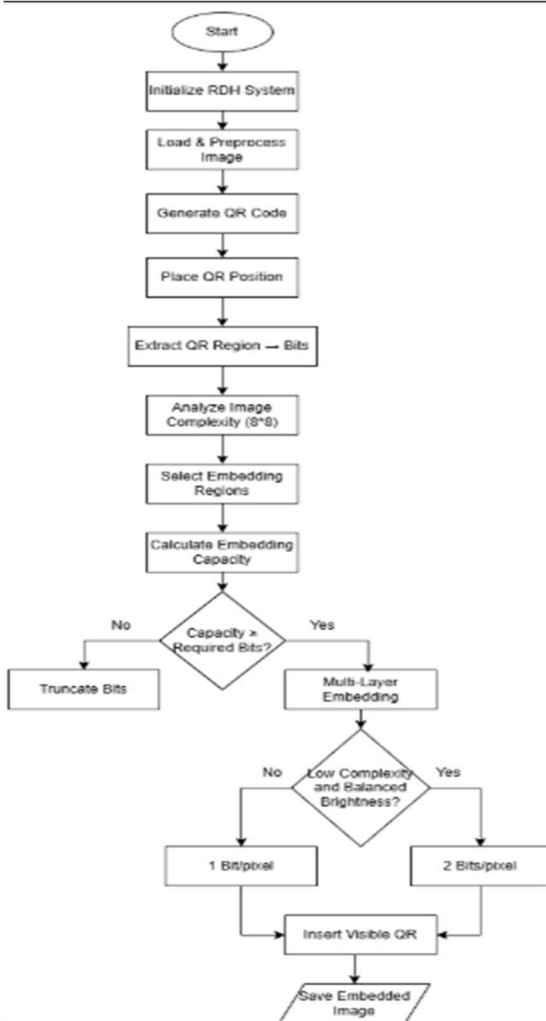 Start
Initialize RDH System
Load & Preprocess
Image
Generate QR Code
Place QR Position
Extract QR Region → Bits
Analyze Image
Complexity (8*8)
Select Embedding
Regions
Calculate Embedding
Capacity
No
Capacity ×
Required Bits?
Yes
Truncate Bits
Multi-Layer
Embedding
No
Low Complexity
and Balanced
Brightness?
Yes
1 Bit/pixel
2 Bits/pixel
Insert Visible QR
Save Embedded
Image